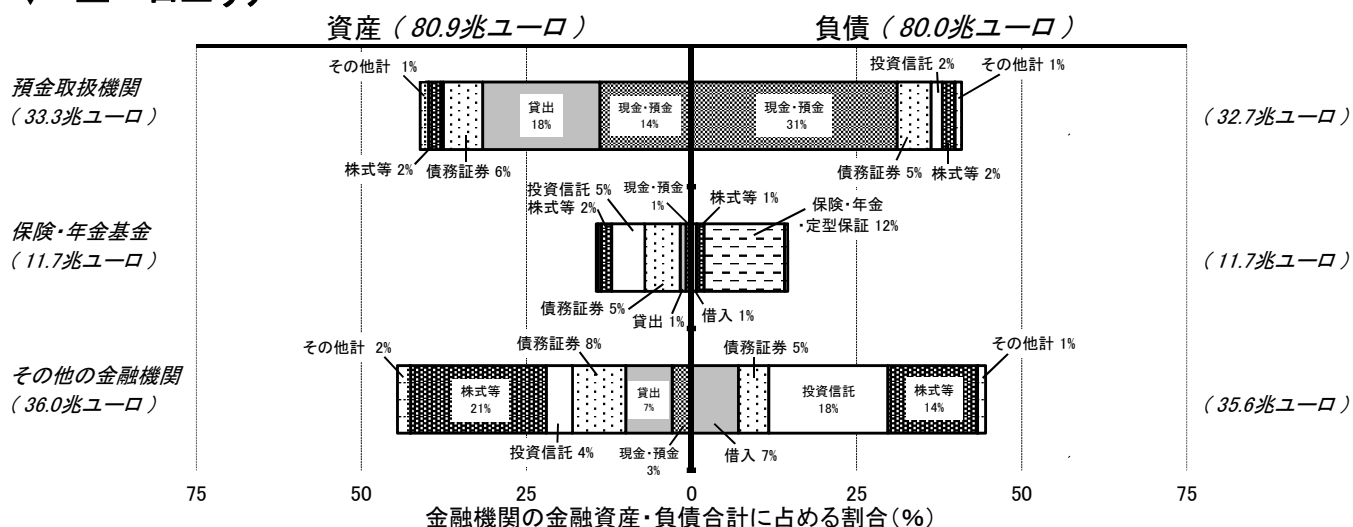 資産（80.9兆ユーロ）
負債（80.0兆ユーロ）
預金取扱機関
（33.3兆ユーロ）
その他計 1%
株式等 2%
債務証券 6%
貸出
18%
現金・預金
14%
現金・預金
31%
債務証券 5%
投資信託 2%
株式等 2%
その他計 1%
（32.7兆ユーロ）
保険・年金基金
（11.7兆ユーロ）
株式等 2%
投資信託 5%
債務証券 5%
貸出 1%
現金・預金
1%
借入 1%
株式等 1%
保険・年金
・定型保証 12%
（11.7兆ユーロ）
その他の金融機関
（36.0兆ユーロ）
その他計 2%
株式等
21%
投資信託 4%
債務証券 8%
貸出
7%
現金・預金
3%
借入 7%
債務証券 5%
投資信託
18%
株式等
14%
その他計 1%
（35.6兆ユーロ）
75
50
25
0
25
50
75
金融機関の金融資産・負債合計に占める割合（%）